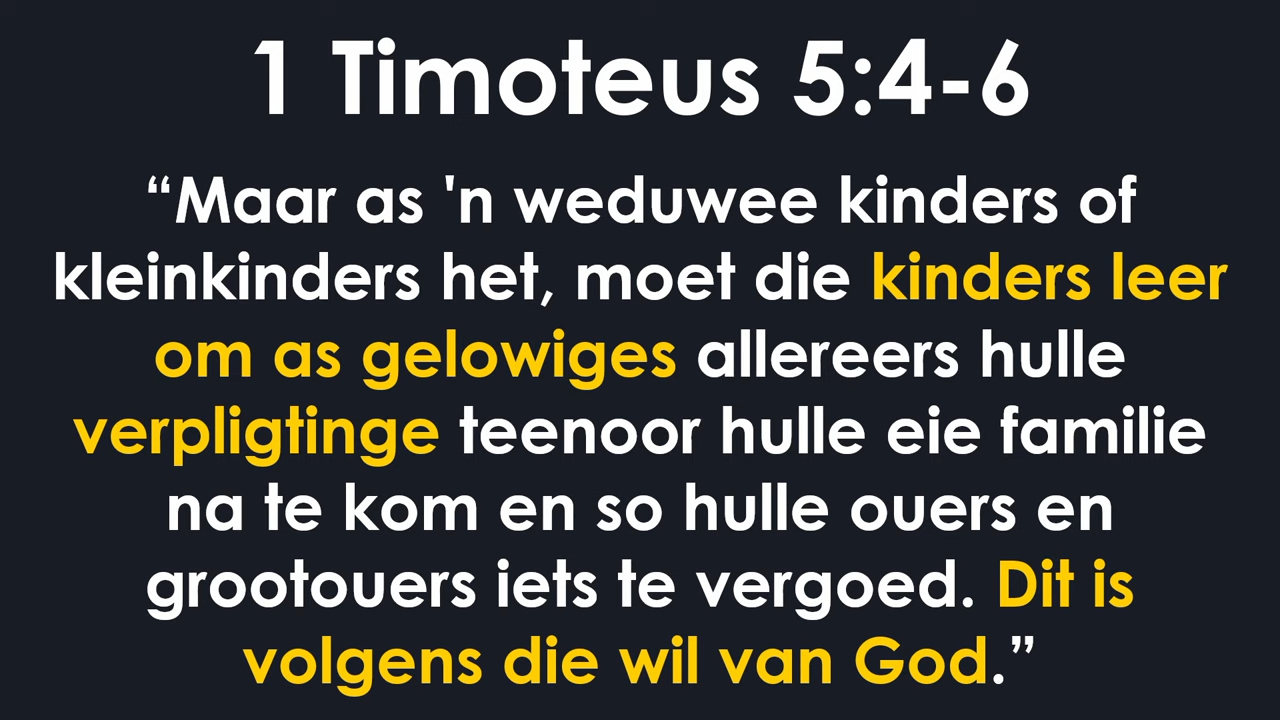 1 Timoteus 5:4-6
“Maar as 'n weduwee kinders of
kleinkinders het, moet die kinders leer
om as gelowiges allereers hulle
verpligtinge teenoor hulle eie familie
na te kom en so hulle ouers en
grootouers iets te vergoed. Dit is
volgens die wil van God.”